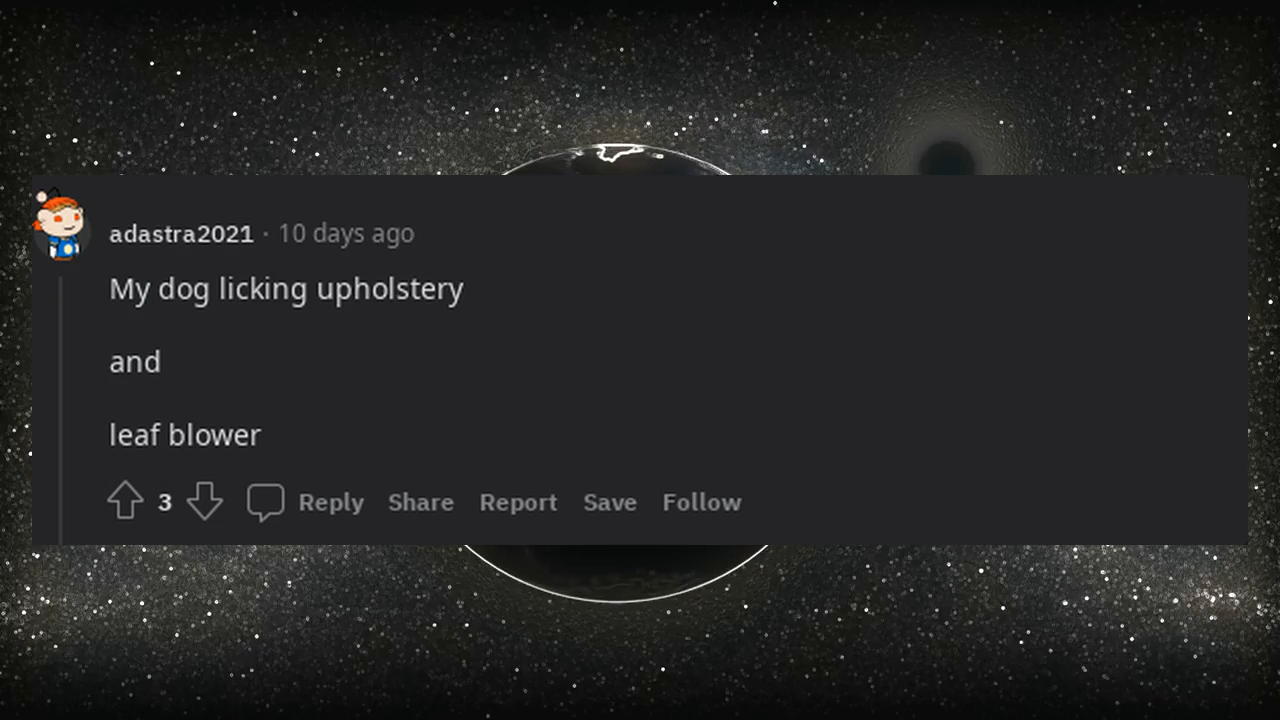 adastra2021 · 10 days ago
My dog licking upholstery
and
leaf blower
3 Reply Share Report Save Follow